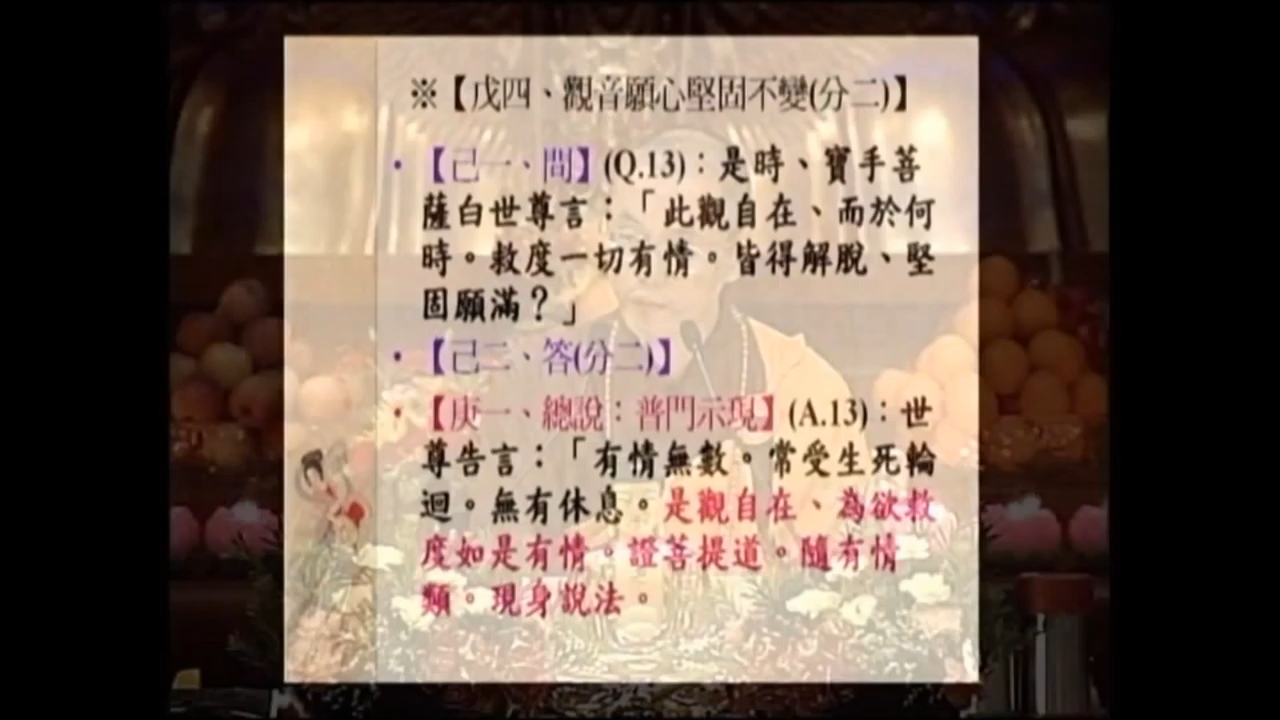 ※【戊四、觀音願心堅固不變(分二)】
•【己一、問】(Q.13)：是時、寶手菩
薩白世尊言：「此觀自在、而於何
時。救度一切有情。皆得解脫、堅
固願滿？」
•【己二、答(分二)】
•【庚一、總說：普門示現】(A.13)：世
尊告言：「有情無數。常受生死輪
迴。無有休息。是觀自在、為欲救
度如是有情。證菩提道。隨有情
類。現身說法。